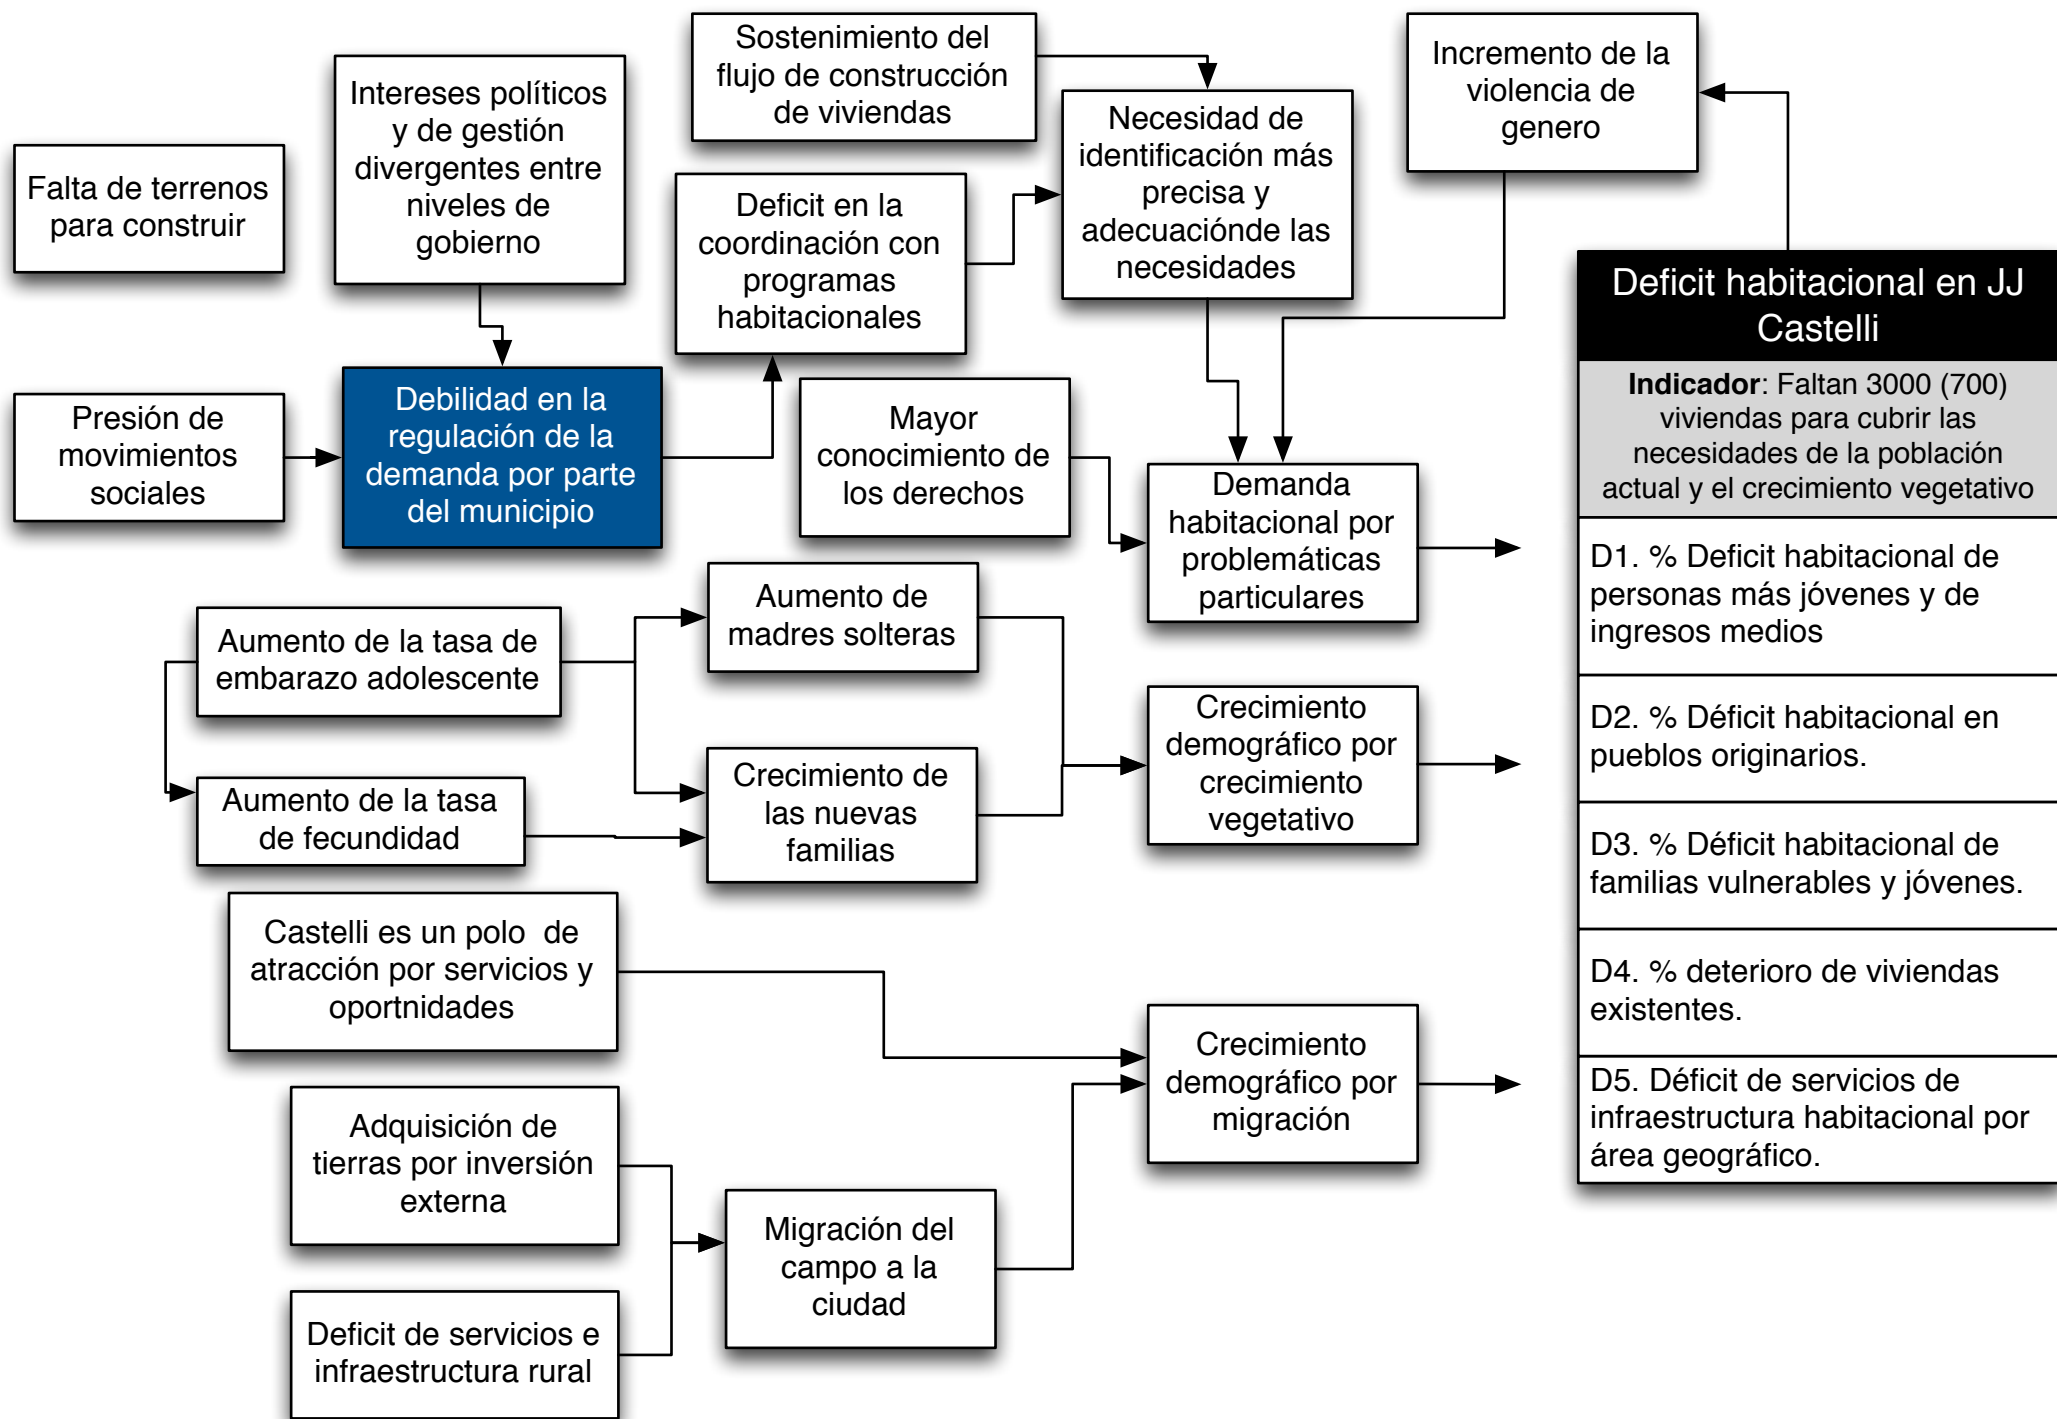 Sostenimiento del
flujo de construcción
de viviendas
Incremento de la
violencia de
genero
Intereses políticos
y de gestión
divergentes entre
niveles de
gobierno
Necesidad de
identificación más
precisa y
adecuaciónde las
necesidades
Falta de terrenos
para construir
Deficit en la
coordinación con
programas
habitacionales
Deficit habitacional en JJ
Castelli
Indicador: Faltan 3000 (700)
viviendas para cubrir las
necesidades de la población
actual y el crecimiento vegetativo
D1. % Deficit habitacional de
personas más jóvenes y de
ingresos medios
D2. % Déficit habitacional en
pueblos originarios.
D3. % Déficit habitacional de
familias vulnerables y jóvenes.
D4. % deterioro de viviendas
existentes.
D5. Déficit de servicios de
infraestructura habitacional por
área geográfico.
Presión de
movimientos
sociales
Debilidad en la
regulación de la
demanda por parte
del municipio
Mayor
conocimiento de
los derechos
Demanda
habitacional por
problemáticas
particulares
Aumento de la tasa de
embarazo adolescente
Aumento de
madres solteras
Aumento de la tasa
de fecundidad
Crecimiento de
las nuevas
familias
Crecimiento
demográfico por
crecimiento
vegetativo
Castelli es un polo  de
atracción por servicios y
oportnidades
Crecimiento
demográfico por
migración
Adquisición de
tierras por inversión
externa
Migración del
campo a la
ciudad
Deficit de servicios e
infraestructura rural